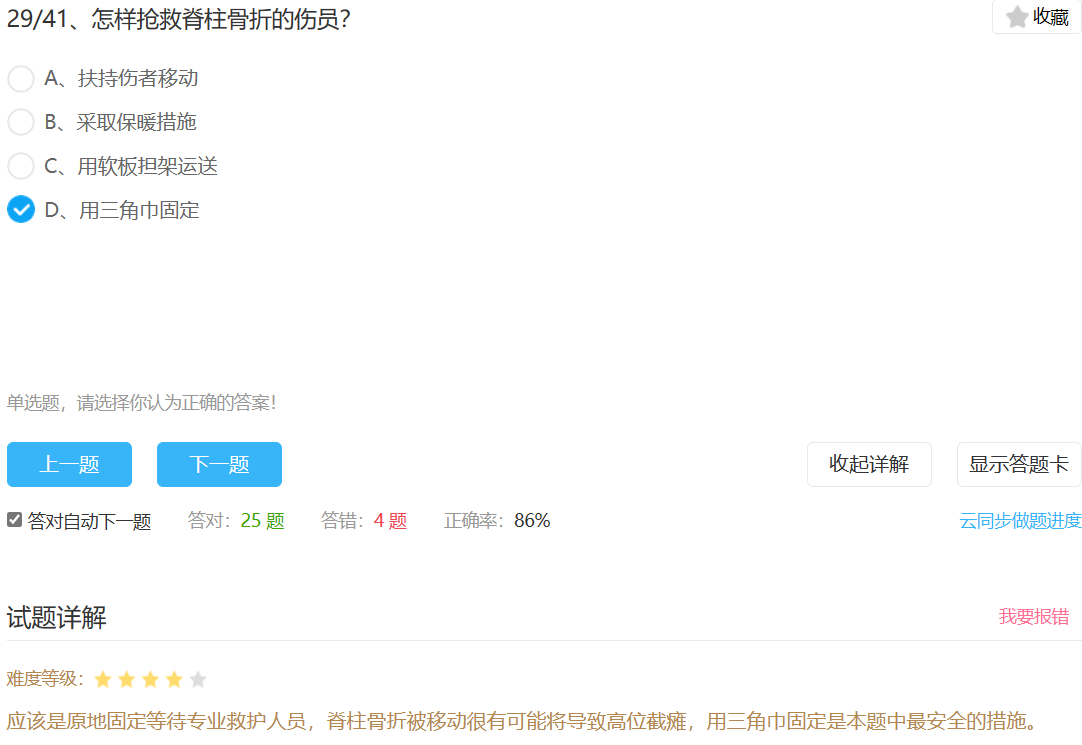 29/41、怎样抢救脊柱骨折的伤员？
收藏
A、扶持伤者移动
B、采取保暖措施
C、用软板担架运送
D、用三角巾固定
单选题，请选择你认为正确的答案！
上一题 下一题 收起详解 显示答题卡
答对自动下一题 答对：25 题 答错：4 题 正确率：86% 云同步做题进度
试题详解 我要报错
难度等级：
应该是原地固定等待专业救护人员，脊柱骨折被移动很有可能将导致高位截瘫，用三角巾固定是本题中最安全的措施。